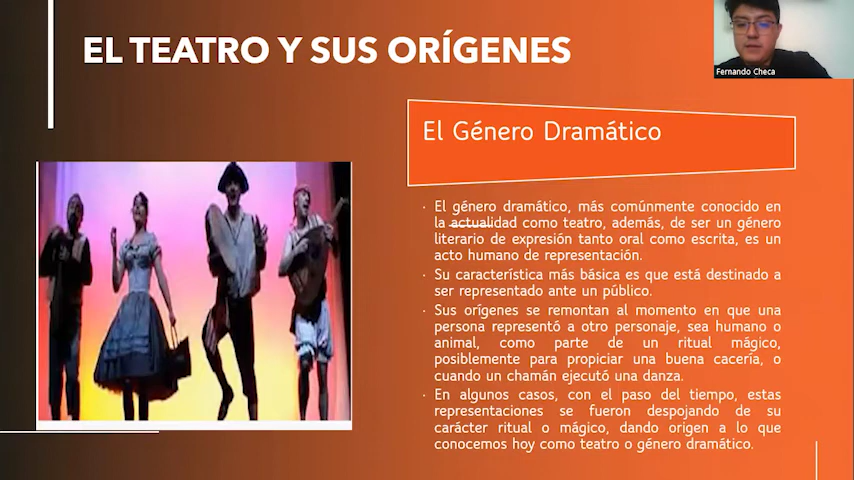 EL TEATRO Y SUS ORÍGENES
Fernando Checa
El Género Dramático
· El género dramático, más comúnmente conocido en
la actualidad como teatro, además, de ser un género
literario de expresión tanto oral como escrita, es un
acto humano de representación.
· Su característica más básica es que está destinado a
ser representado ante un público.
· Sus orígenes se remontan al momento en que una
persona representó a otro personaje, sea humano o
animal, como parte de un ritual mágico,
posiblemente para propiciar una buena cacería, o
cuando un chamán ejecutó una danza.
· En algunos casos, con el paso del tiempo, estas
representaciones se fueron despojando de su
carácter ritual o mágico, dando origen a lo que
conocemos hoy como teatro o género dramático.